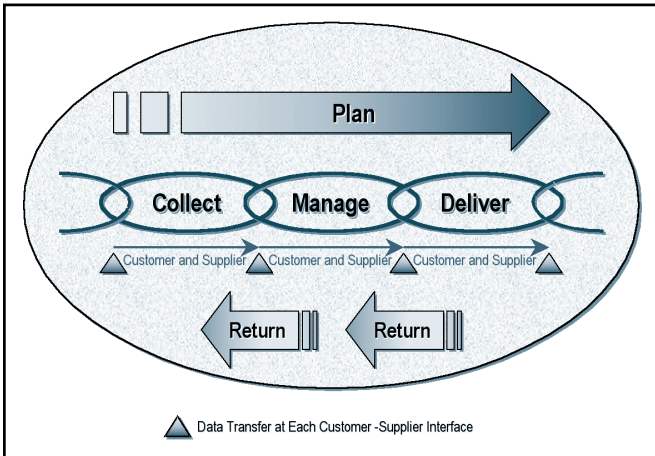 Plan
Collect Manage Deliver
Customer and Supplier Customer and Supplier Customer and Supplier
Return Return
Data Transfer at Each Customer -Supplier Interface